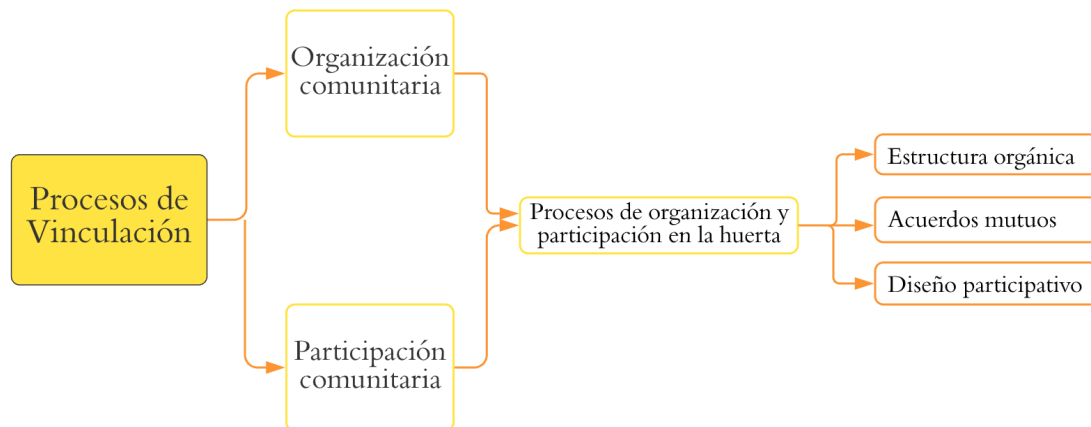 Procesos de
Vinculación
Organización
comunitaria
Participación
comunitaria
Procesos de organización y
participación en la huerta
Estructura orgánica
Acuerdos mutuos
Diseño participativo